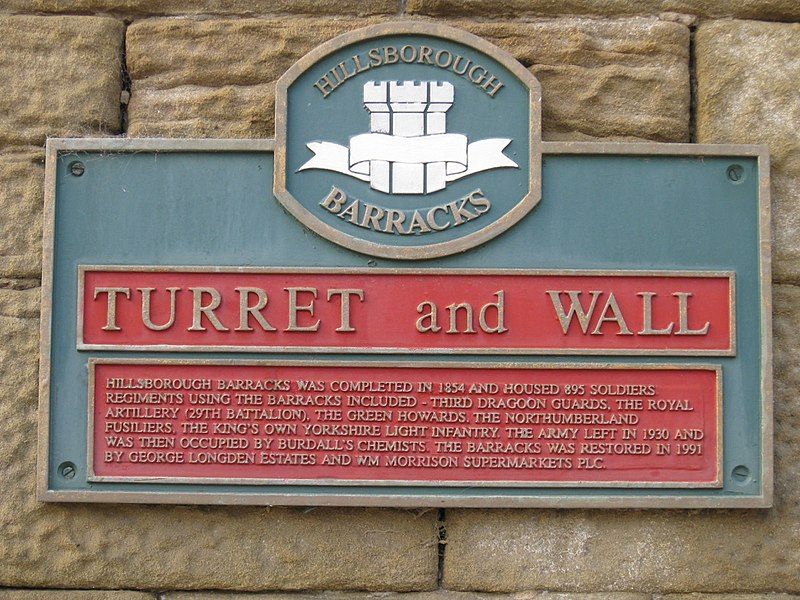 HILLSBOROUGH
BARRACKS
TURRET and WALL
HILLSBOROUGH BARRACKS WAS COMPLETED IN 1854 AND HOUSED 895 SOLDIERS
REGIMENTS USING THE BARRACKS INCLUDED - THIRD DRAGOON GUARDS, THE ROYAL
ARTILLERY (29TH BATTALION), THE GREEN HOWARDS, THE NORTHUMBERLAND
FUSILIERS, THE KING'S OWN YORKSHIRE LIGHT INFANTRY. THE ARMY LEFT IN 1930 AND
WAS THEN OCCUPIED BY BURDALL'S CHEMISTS. THE BARRACKS WAS RESTORED IN 1991
BY GEORGE LONGDEN ESTATES AND WM MORRISON SUPERMARKETS PLC.